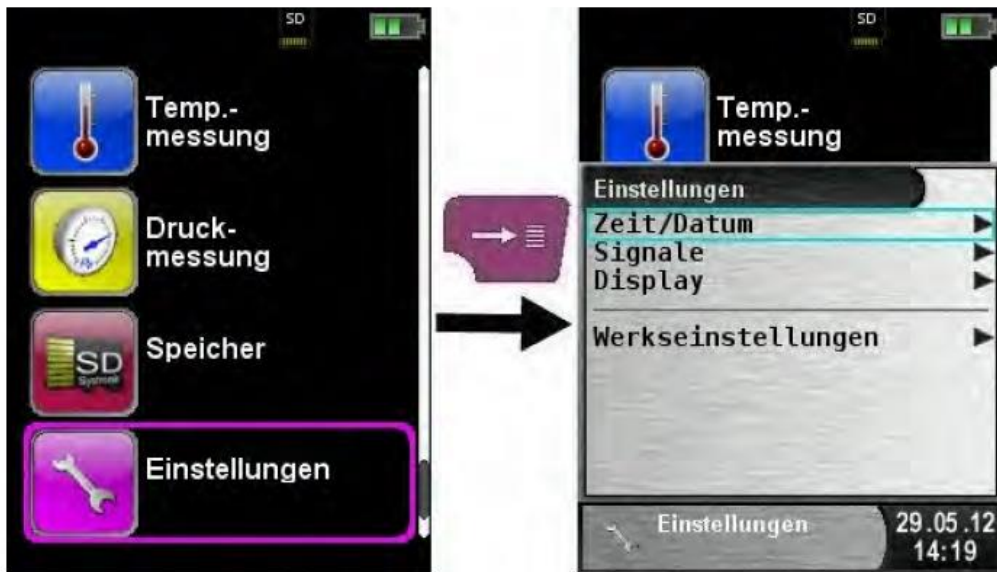 SD
Temp.-
messung
Druck-
messung
SD
Systronik
Speicher
Einstellungen
SD
Temp.-
messung
Einstellungen
Zeit/Datum
Signale
Display
Werkseinstellungen
Einstellungen
29.05.12
14:19